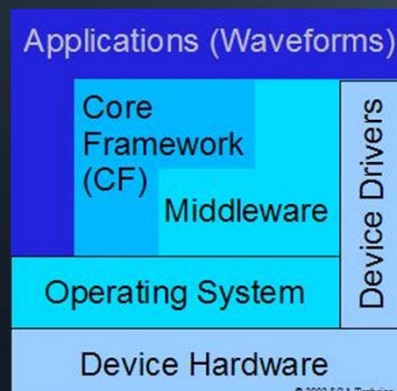 Applications (Waveforms)
Core
Framework
(CF)
Middleware
Device Drivers
Operating System
Device Hardware